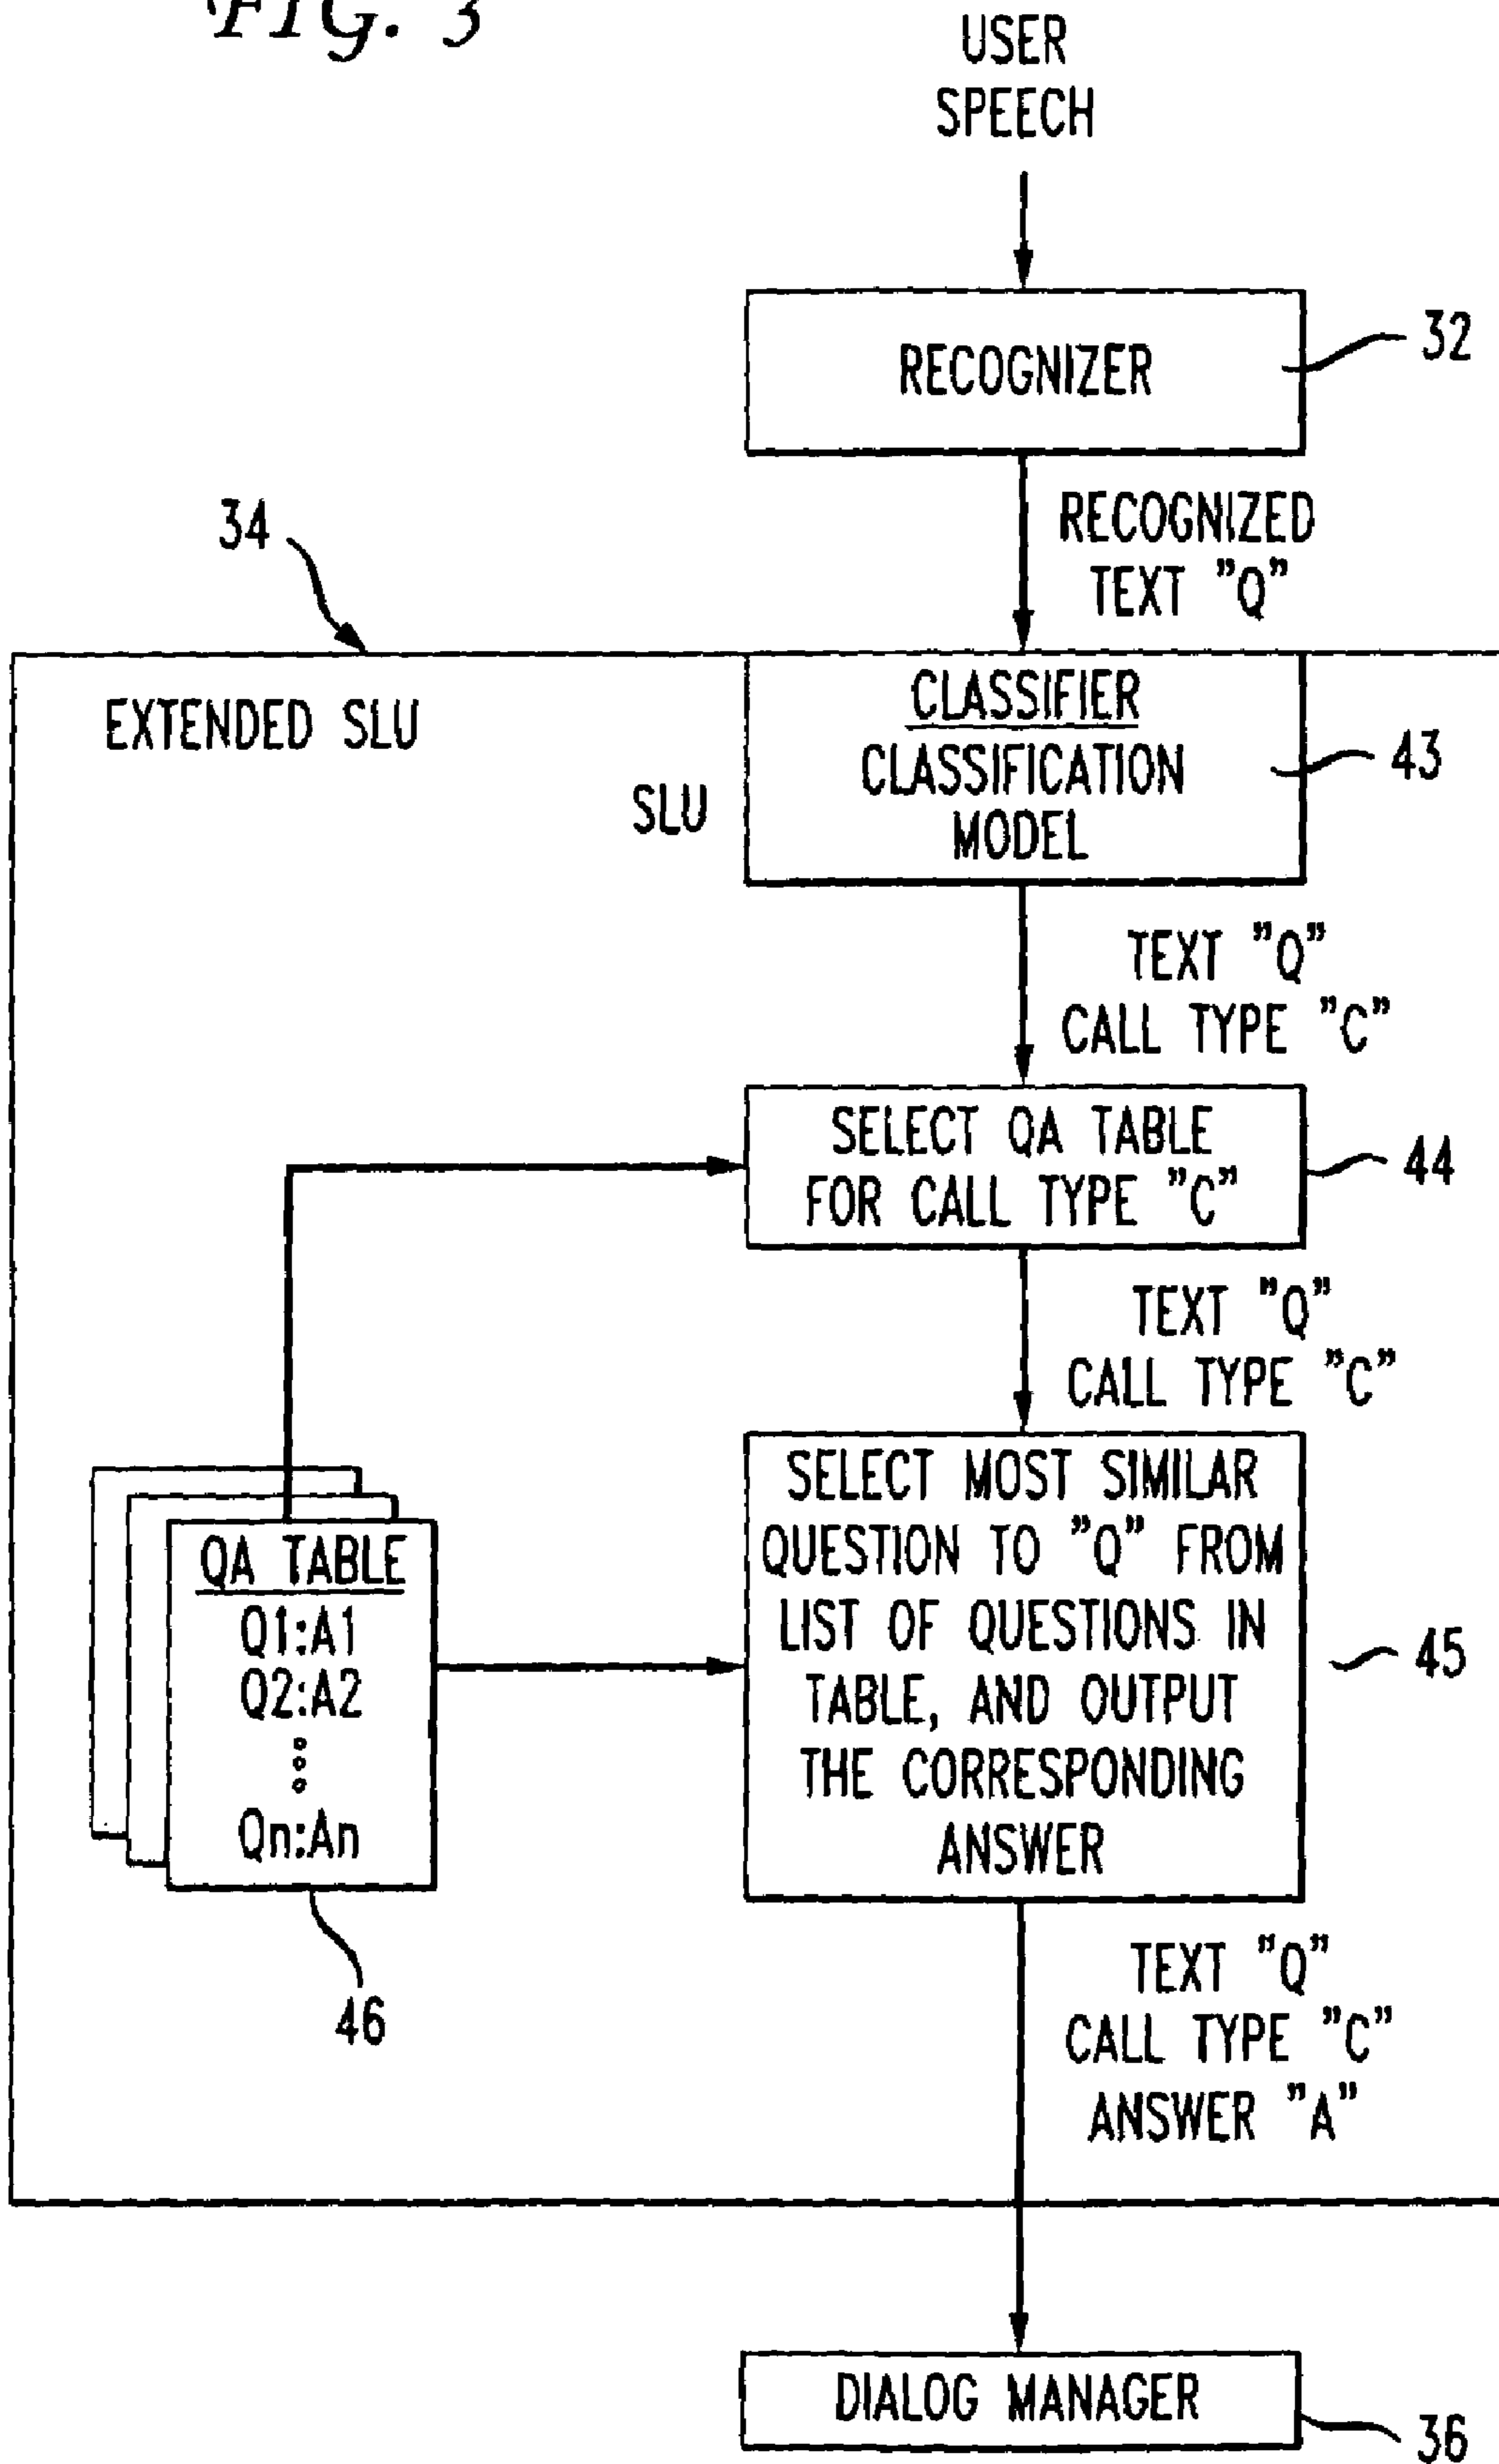 FIG. 3
USER
SPEECH
RECOGNIZER
32
RECOGNIZED
TEXT "Q"
34
EXTENDED SLU
SLU
CLASSIFIER
CLASSIFICATION
MODEL
43
TEXT "Q"
CALL TYPE "C"
SELECT QA TABLE
FOR CALL TYPE "C"
44
TEXT "Q"
CALL TYPE "C"
SELECT MOST SIMILAR
QUESTION TO "Q" FROM
LIST OF QUESTIONS IN
TABLE, AND OUTPUT
THE CORRESPONDING
ANSWER
45
QA TABLE
Q1:A1
Q2:A2
Qn:An
46
TEXT "Q"
CALL TYPE "C"
ANSWER "A"
DIALOG MANAGER
36